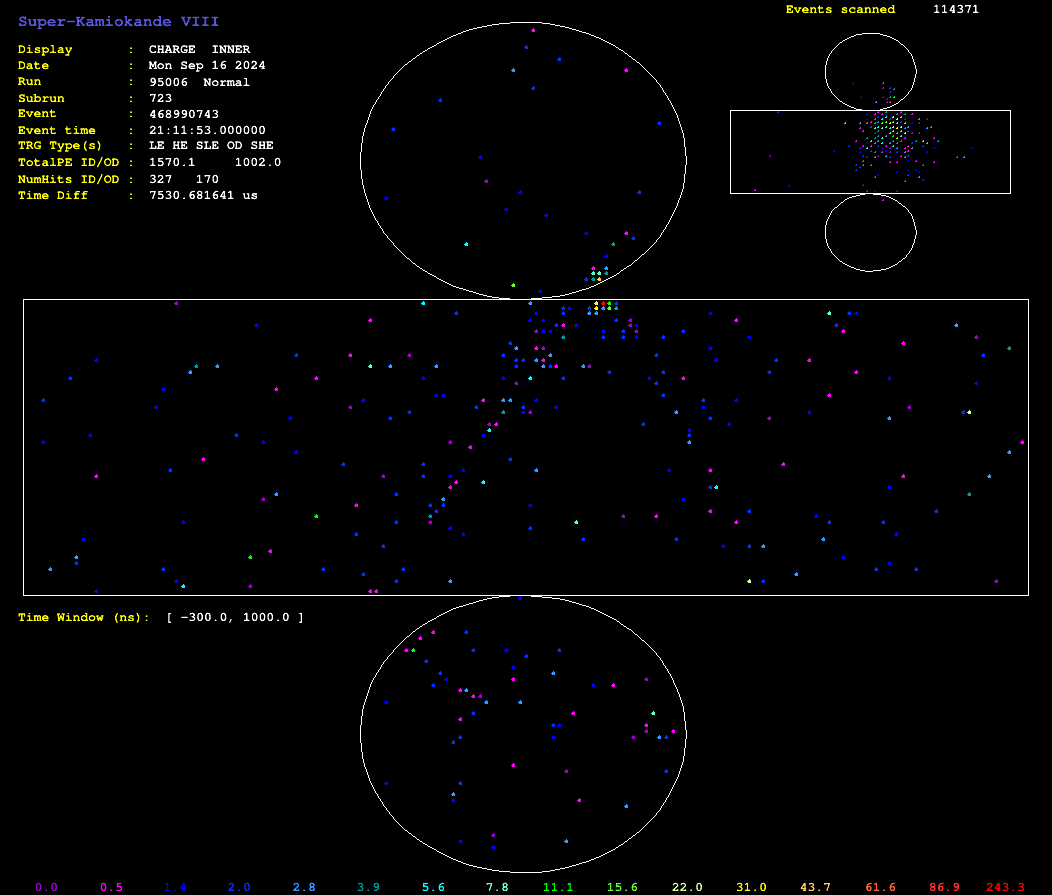 Super-Kamiokande VIII
Events scanned 114371
Display : CHARGE INNER
Date : Mon Sep 16 2024
Run : 95006 Normal
Subrun : 723
Event : 468990743
Event time : 21:11:53.000000
TRG Type(s) : LE HE SLE OD SHE
TotalPE ID/OD : 1570.1 1002.0
NumHits ID/OD : 327 170
Time Diff : 7530.681641 us
Time Window (ns): [ -300.0, 1000.0 ]
0.0 0.5 1.4 2.0 2.8 3.9 5.6 7.8 11.1 15.6 22.0 31.0 43.7 61.6 86.9 243.3